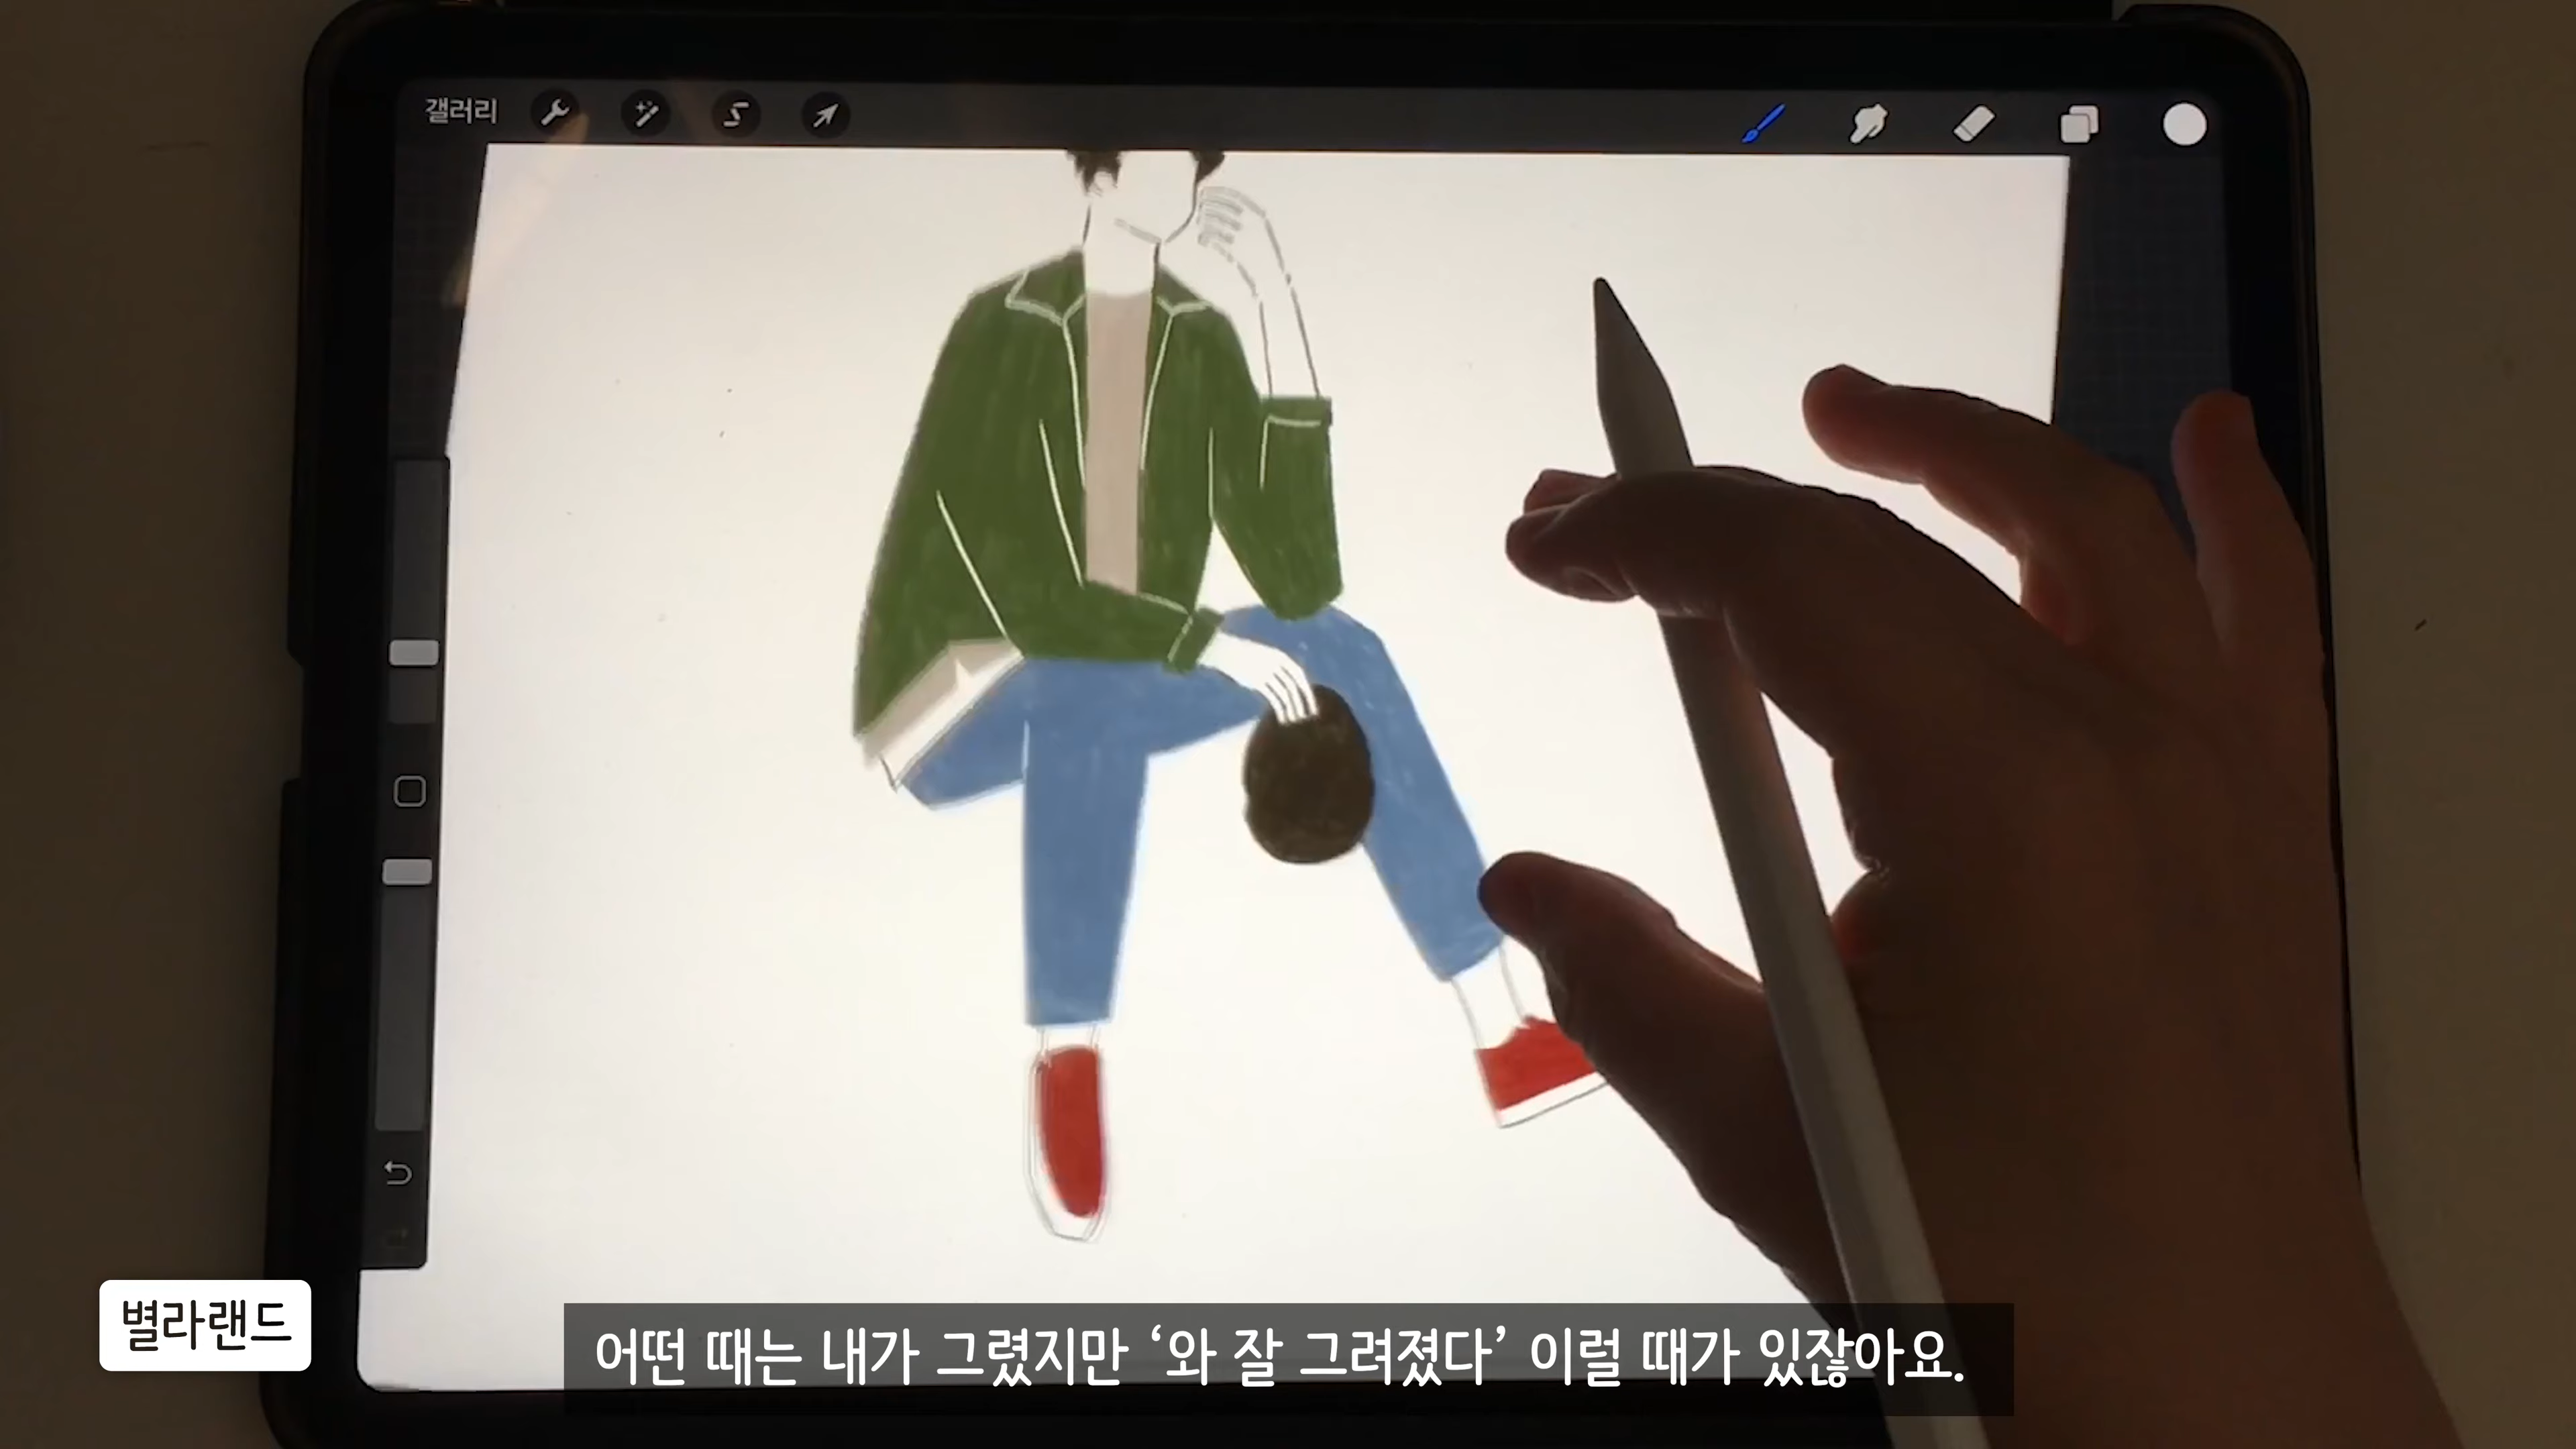 갤러리
별라랜드
어떤 때는 내가 그렸지만 ‘와 잘 그려졌다’ 이럴 때가 있잖아요.